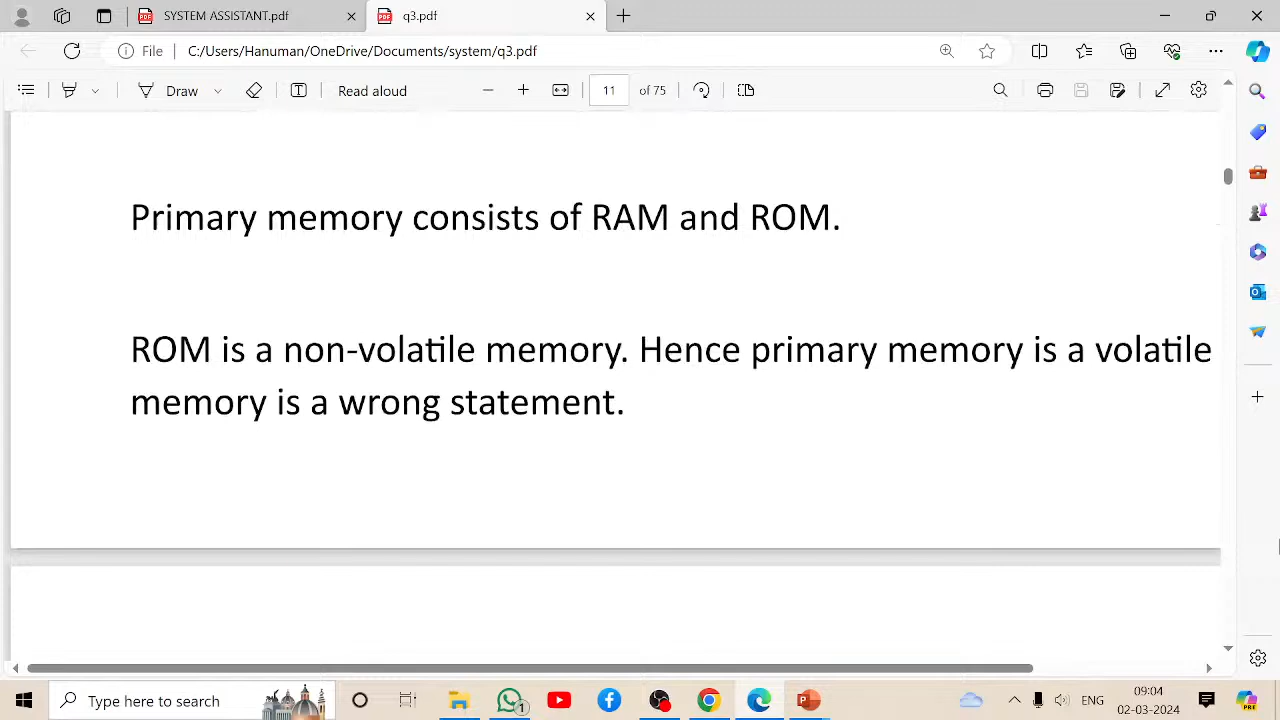 SYSTEM ASSISTANT.pdf
q3.pdf
File
C:/Users/Hanuman/OneDrive/Documents/system/q3.pdf
Draw
Read aloud
11 of 75
Primary memory consists of RAM and ROM.
ROM is a non-volatile memory. Hence primary memory is a volatile
memory is a wrong statement.
Type here to search
1
ENG
09:04
02-03-2024